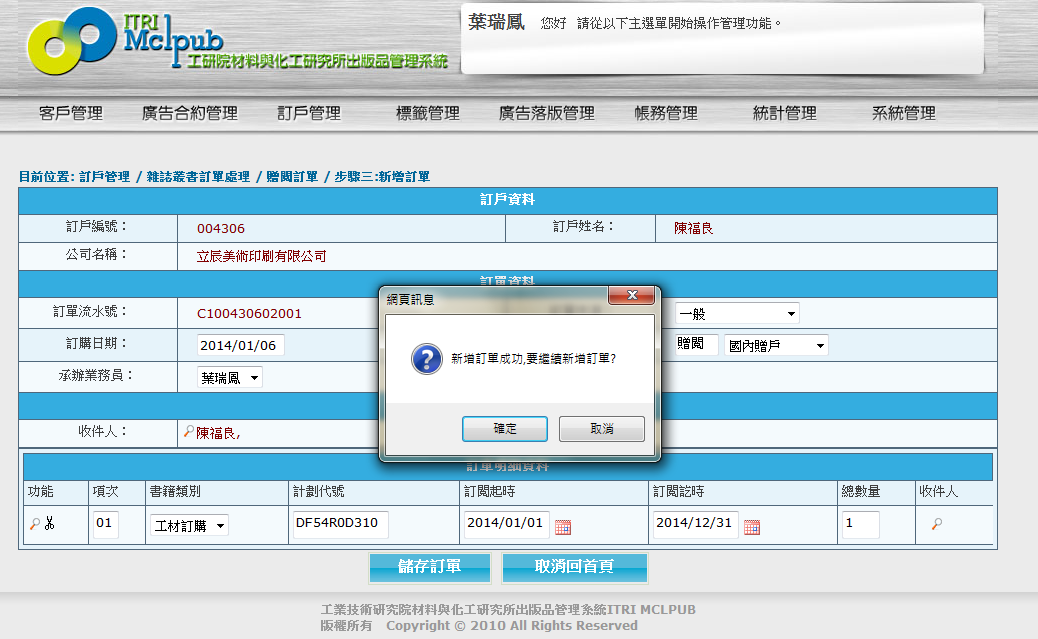 ITRI
Mclpub
工研院材料與化工研究所出版品管理系統
葉瑞鳳 您好 請從以下主選單開始操作管理功能。
客戶管理 廣告合約管理 訂戶管理 標籤管理 廣告落版管理 帳務管理 統計管理 系統管理
目前位置: 訂戶管理 / 雜誌叢書訂單處理 / 贈閱訂單 / 步驟三:新增訂單
訂戶資料
訂戶編號： 004306 訂戶姓名： 陳福良
公司名稱： 立辰美術印刷有限公司
訂單資料
網頁訊息
訂單流水號： C100430602001 一般
訂購日期： 2014/01/06 贈閱 國內贈戶
新增訂單成功,要繼續新增訂單?
承辦業務員： 葉瑞鳳
確定 取消
收件人： 陳福良,
訂單明細資料
功能 項次 書籍類別 計劃代號 訂閱起時 訂閱訖時 總數量 收件人
01 工材訂購 DF54R0D310 2014/01/01 2014/12/31 1
儲存訂單 取消回首頁
工業技術研究院材料與化工研究所出版品管理系統ITRI MCLPUB
版權所有 Copyright © 2010 All Rights Reserved